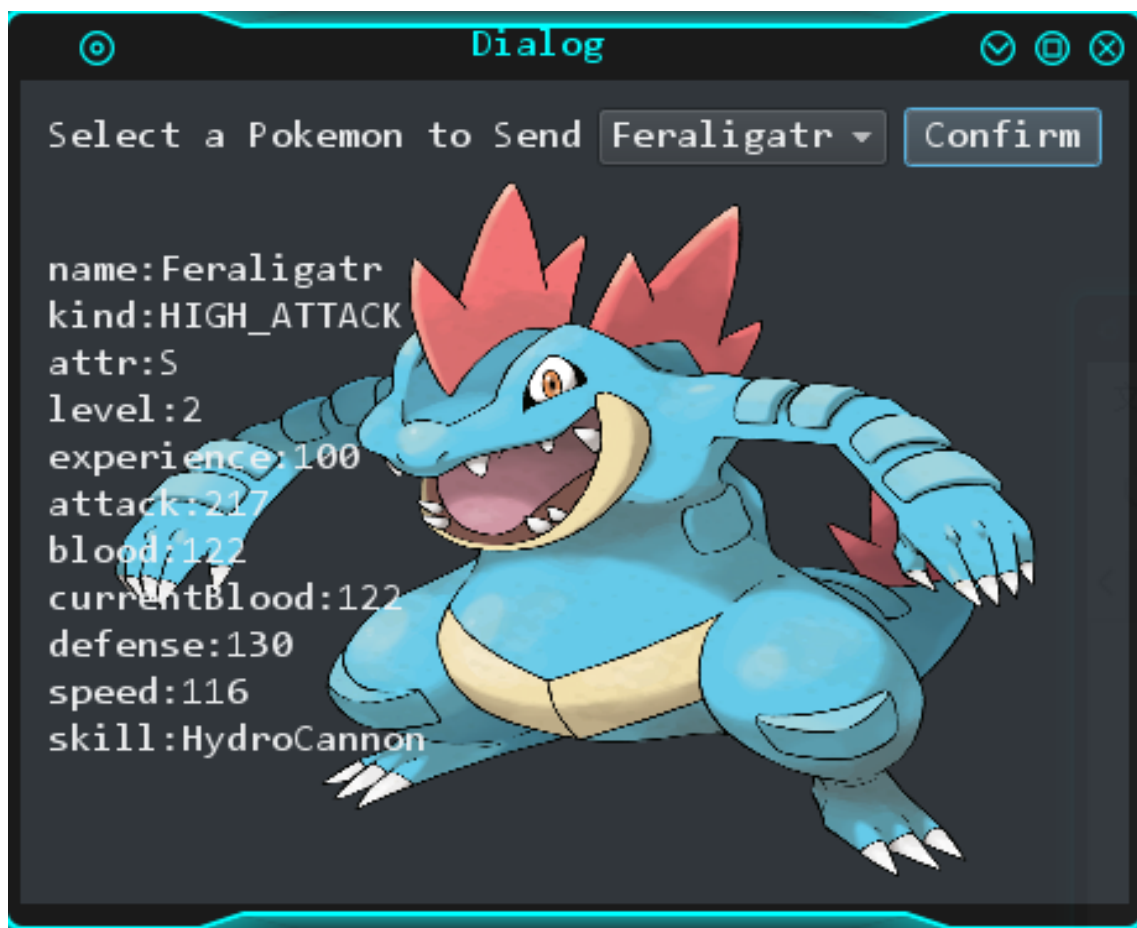 Dialog
Select a Pokemon to Send Feraligatr Confirm
name:Feraligatr
kind:HIGH_ATTACK
attr:S
level:2
experience:100
attack:217
blood:122
currentBlood:122
defense:130
speed:116
skill:HydroCannon